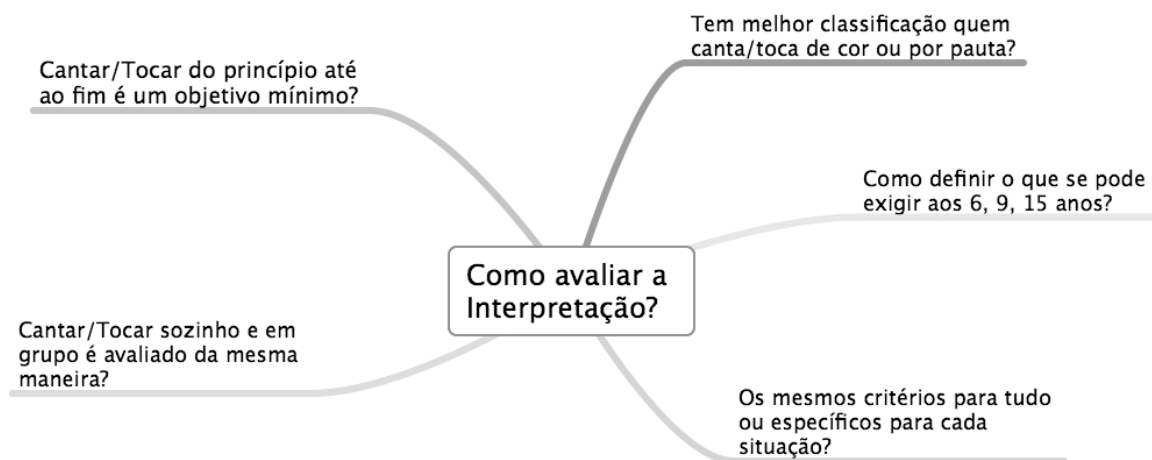 Tem melhor classificação quem
canta/toca de cor ou por pauta?
Cantar/Tocar do princípio até
ao fim é um objetivo mínimo?
Como definir o que se pode
exigir aos 6, 9, 15 anos?
Como avaliar a
Interpretação?
Cantar/Tocar sozinho e em
grupo é avaliado da mesma
maneira?
Os mesmos critérios para tudo
ou específicos para cada
situação?